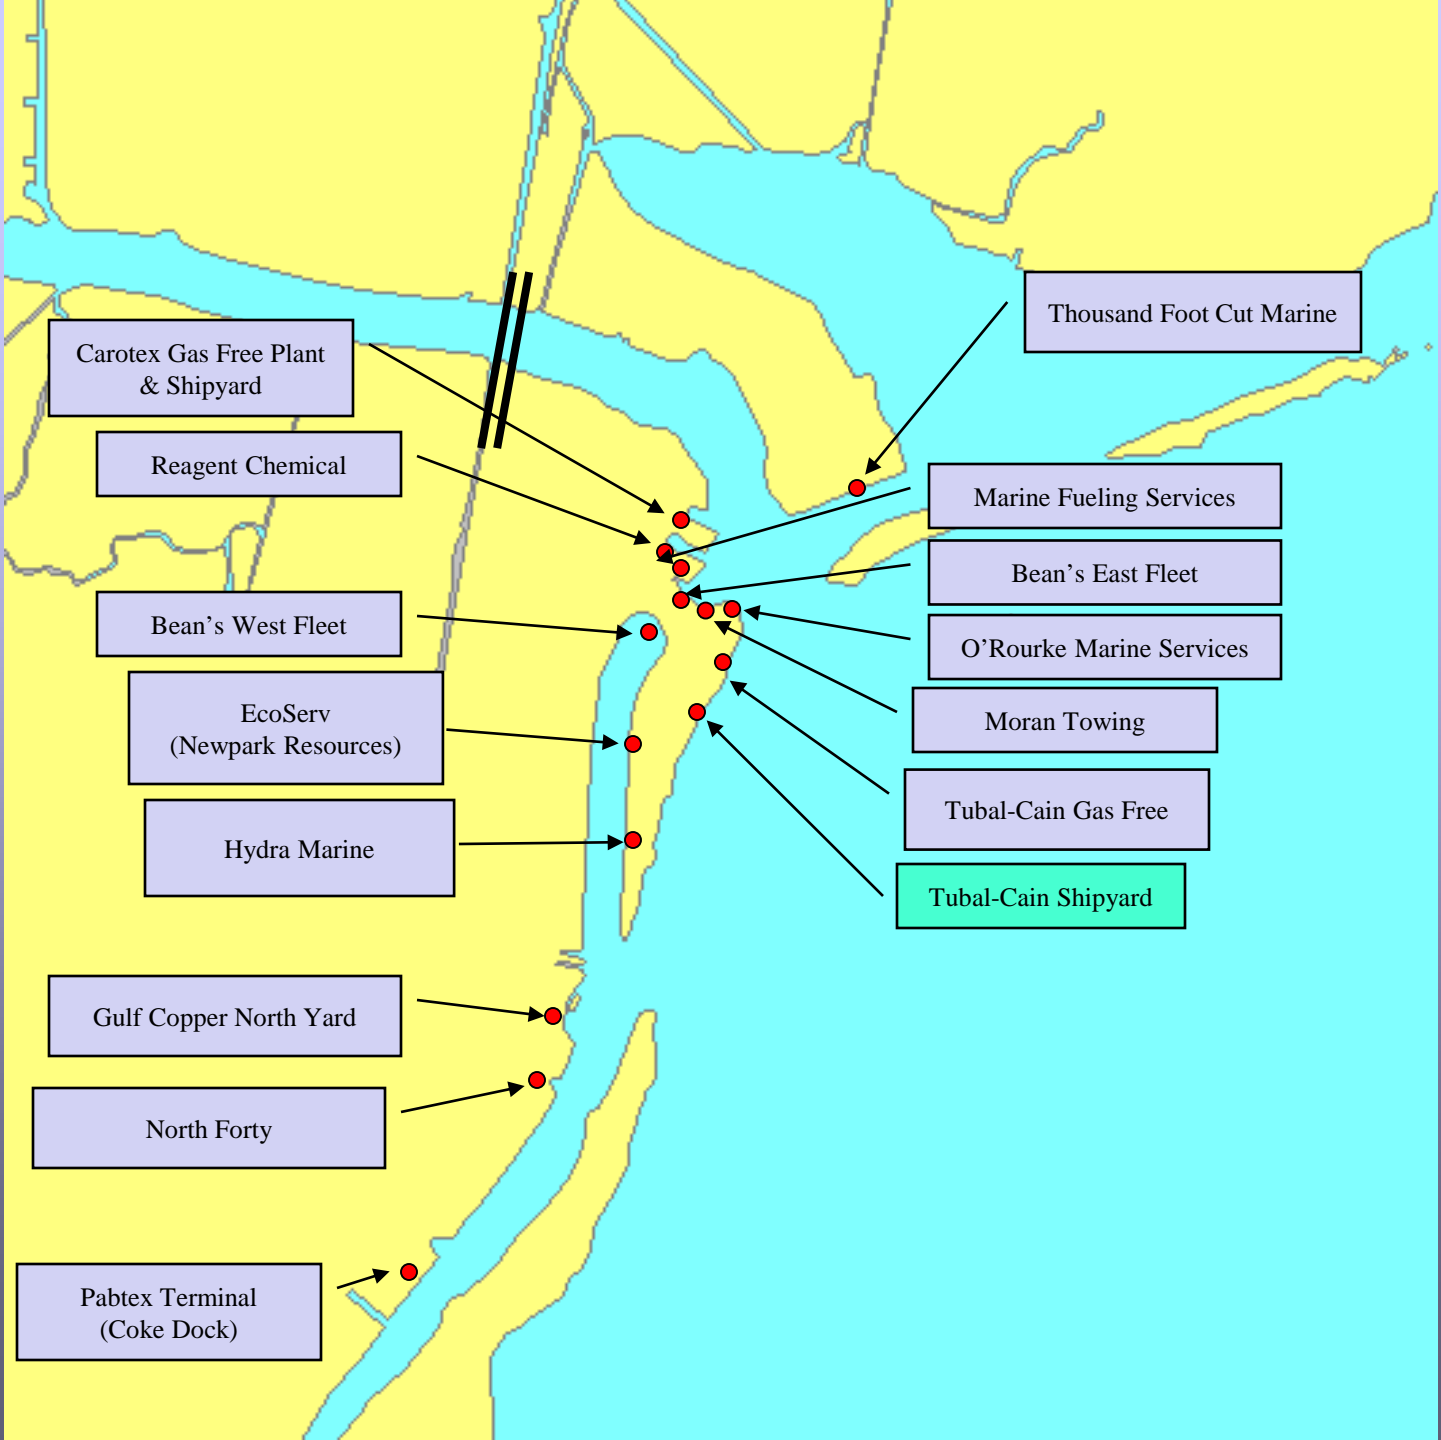 Thousand Foot Cut Marine
Carotex Gas Free Plant
& Shipyard
Reagent Chemical
Marine Fueling Services
Bean’s East Fleet
Bean’s West Fleet
O’Rourke Marine Services
EcoServ
(Newpark Resources)
Moran Towing
Tubal-Cain Gas Free
Hydra Marine
Tubal-Cain Shipyard
Gulf Copper North Yard
North Forty
Pabtex Terminal
(Coke Dock)